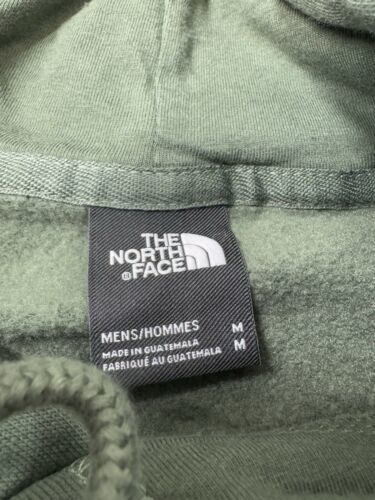 THE
NORTH
FACE
MENS/HOMMES M
MADE IN GUATEMALA M
FABRIQUÉ AU GUATEMALA